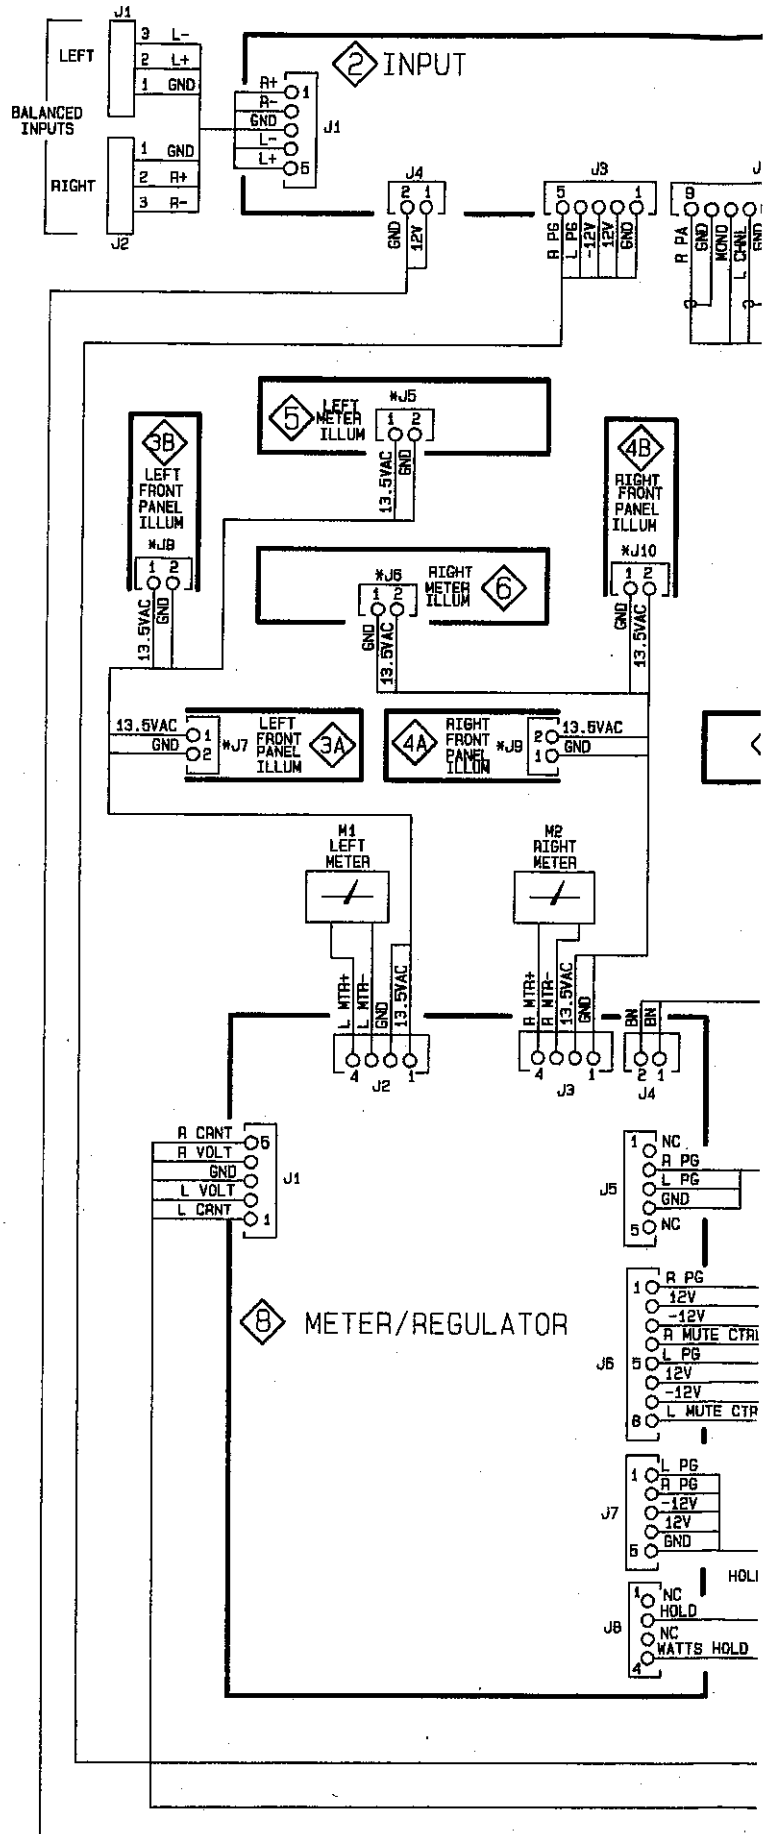 J1
3 L-
LEFT
2 L+
1 GND
BALANCED
INPUTS
1 GND
RIGHT
2 R+
3 R-
J2
2 INPUT
R+ 1
R-
GND
L-
L+ 5
J1
J4
2 1
GND
12V
J3
5 1
R PG
L PG
-12V
12V
GND
J
9
R PA
GND
MONO
L CHNL
GND
5
LEFT
METER
ILLUM
*J5
1 2
13.5VAC
GND
3B
LEFT
FRONT
PANEL
ILLUM
*J8
1 2
13.5VAC
GND
4B
RIGHT
FRONT
PANEL
ILLUM
*J10
1 2
GND
13.5VAC
*J6
1 2
RIGHT
METER
ILLUM
6
GND
13.5VAC
13.5VAC 1
GND 2
*J7
LEFT
FRONT
PANEL
ILLUM
3A
4A
RIGHT
FRONT
PANEL
ILLUM
*J9
2 13.5VAC
1 GND
M1
LEFT
METER
M2
RIGHT
METER
L MTR+
L MTR-
GND
13.5VAC
4 1
J2
R MTR+
R MTR-
13.5VAC
GND
4 1
J3
BN
BN
2 1
J4
R CRNT 5
R VOLT
GND
L VOLT
L CRNT 1
J1
1 NC
R PG
L PG
GND
5 NC
J5
8 METER/REGULATOR
1 R PG
12V
-12V
R MUTE CTRL
5 L PG
12V
-12V
8 L MUTE CTR
J6
1 L PG
R PG
-12V
12V
5 GND
J7
HOL
1 NC
HOLD
NC
4 WATTS HOLD
J8